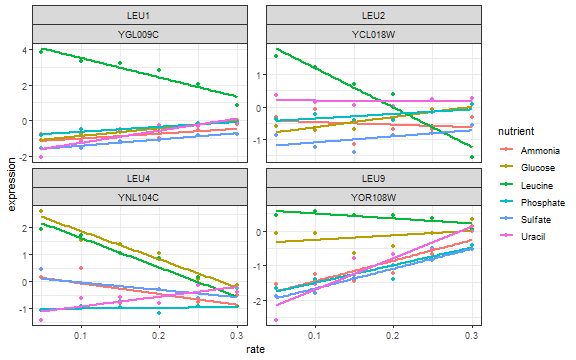 LEU1
LEU2
YGL009C
YCL018W
4
2
0
-2
1
0
-1
LEU4
LEU9
YNL104C
YOR108W
2
1
0
-1
1
0
-1
-2
0.1
0.2
0.3
0.1
0.2
0.3
rate
expression
nutrient
Ammonia
Glucose
Leucine
Phosphate
Sulfate
Uracil